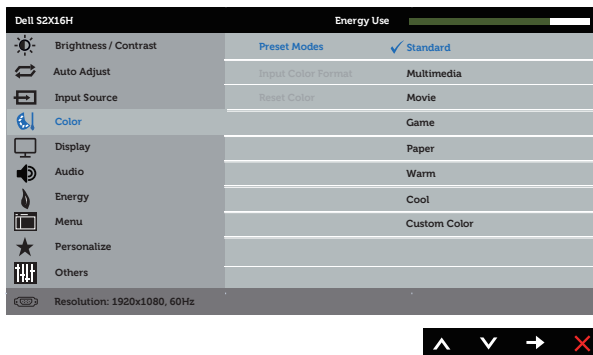 Dell S2X16H Energy Use
Brightness / Contrast Preset Modes Standard
Auto Adjust Input Color Format Multimedia
Input Source Reset Color Movie
Color Game
Display Paper
Audio Warm
Energy Cool
Menu Custom Color
Personalize
Others
Resolution: 1920x1080, 60Hz